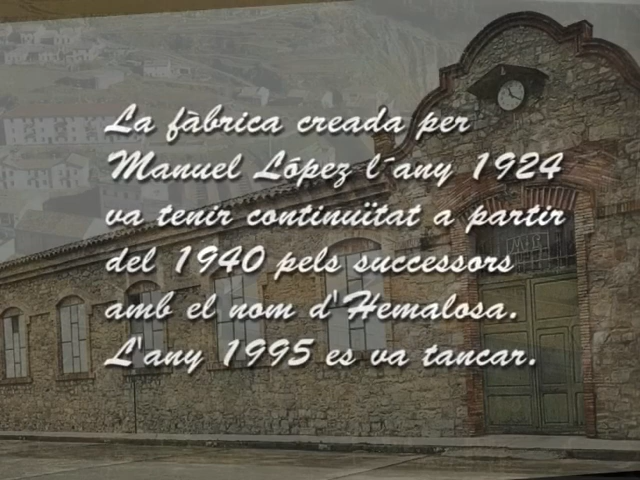 La fàbrica creada per
Manuel López l´any 1924
va tenir continuïtat a partir
del 1940 pels successors
amb el nom d'Hemalosa.
L'any 1995 es va tancar.